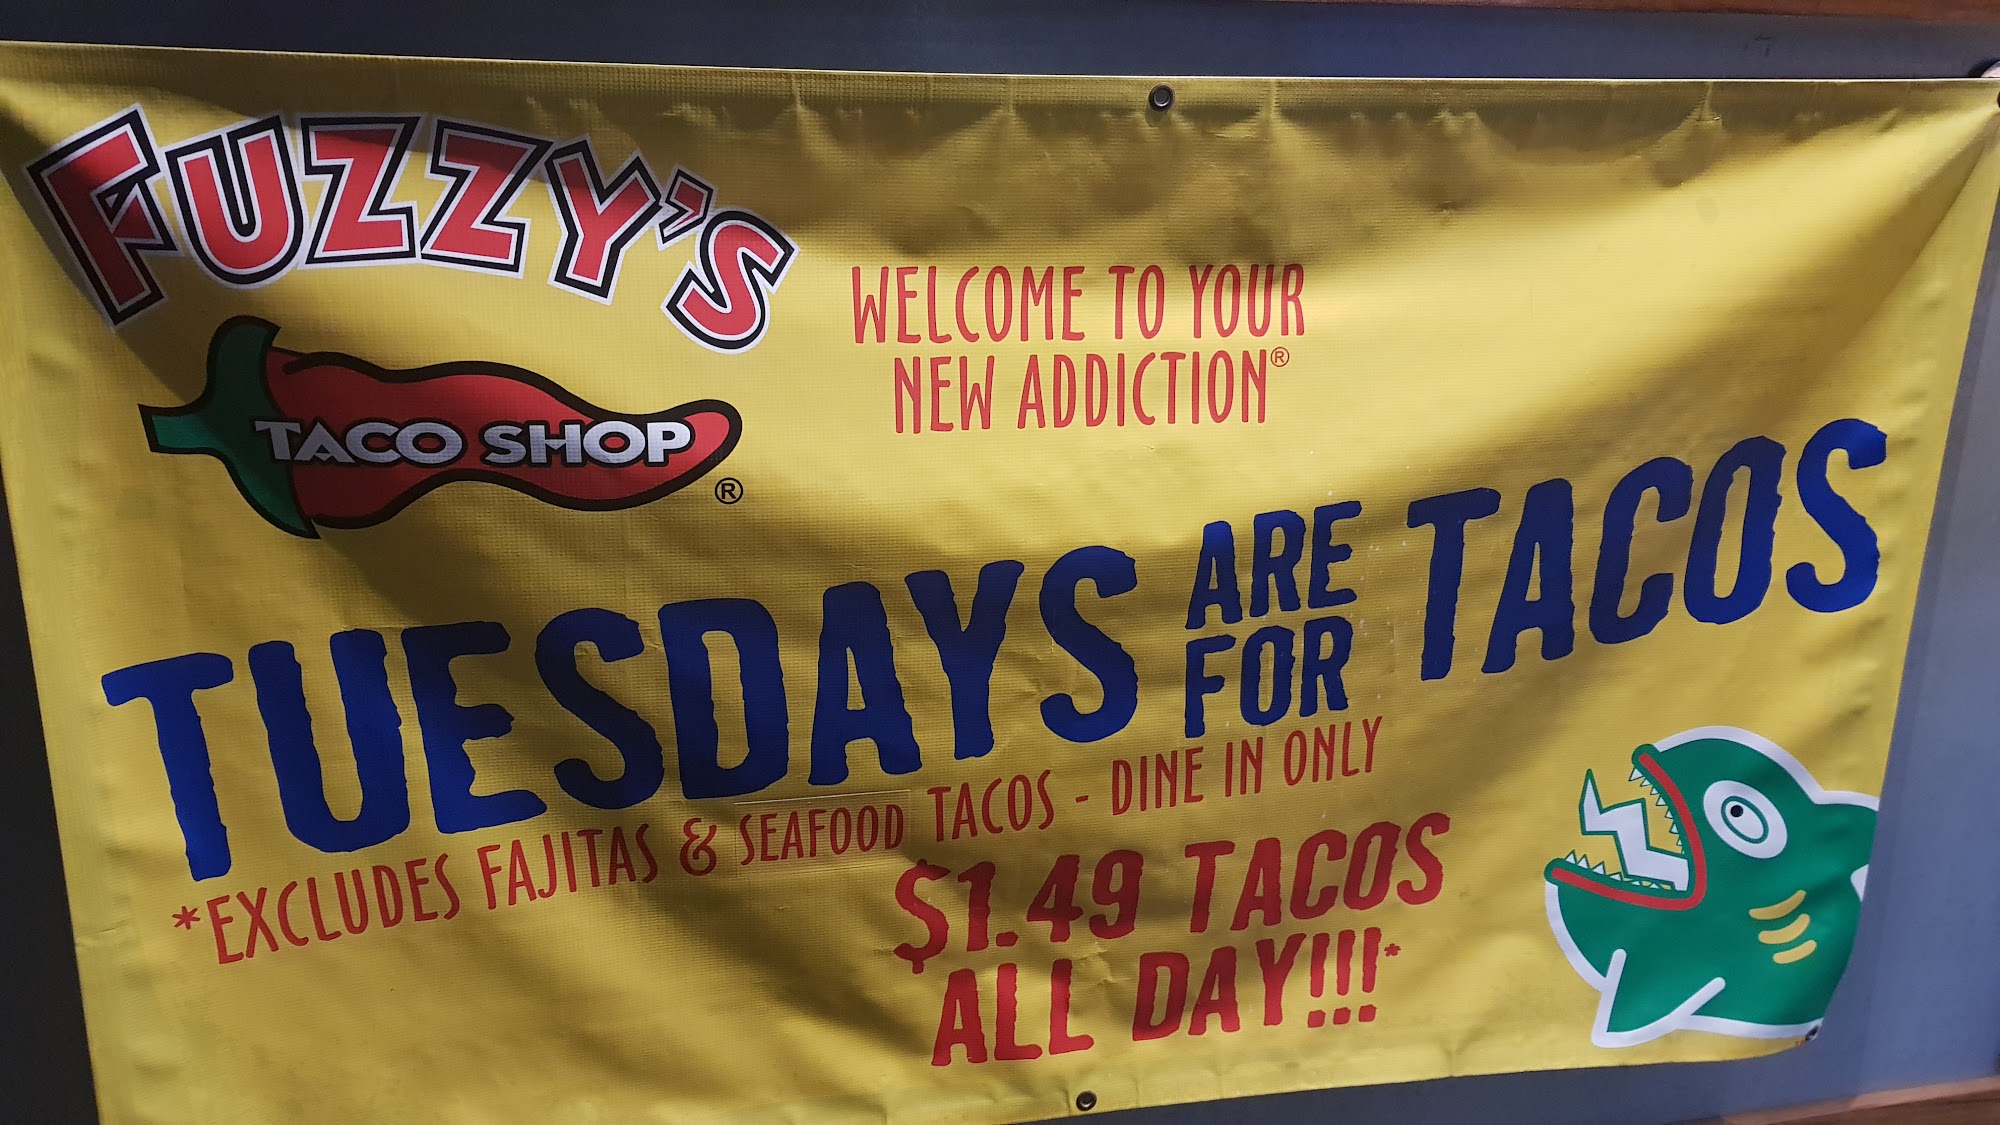 FUZZY'S
TACO SHOP®
WELCOME TO YOUR
NEW ADDICTION®
TUESDAYS ARE FOR TACOS
*EXCLUDES FAJITAS & SEAFOOD TACOS - DINE IN ONLY
$1.49 TACOS
ALL DAY!!!*